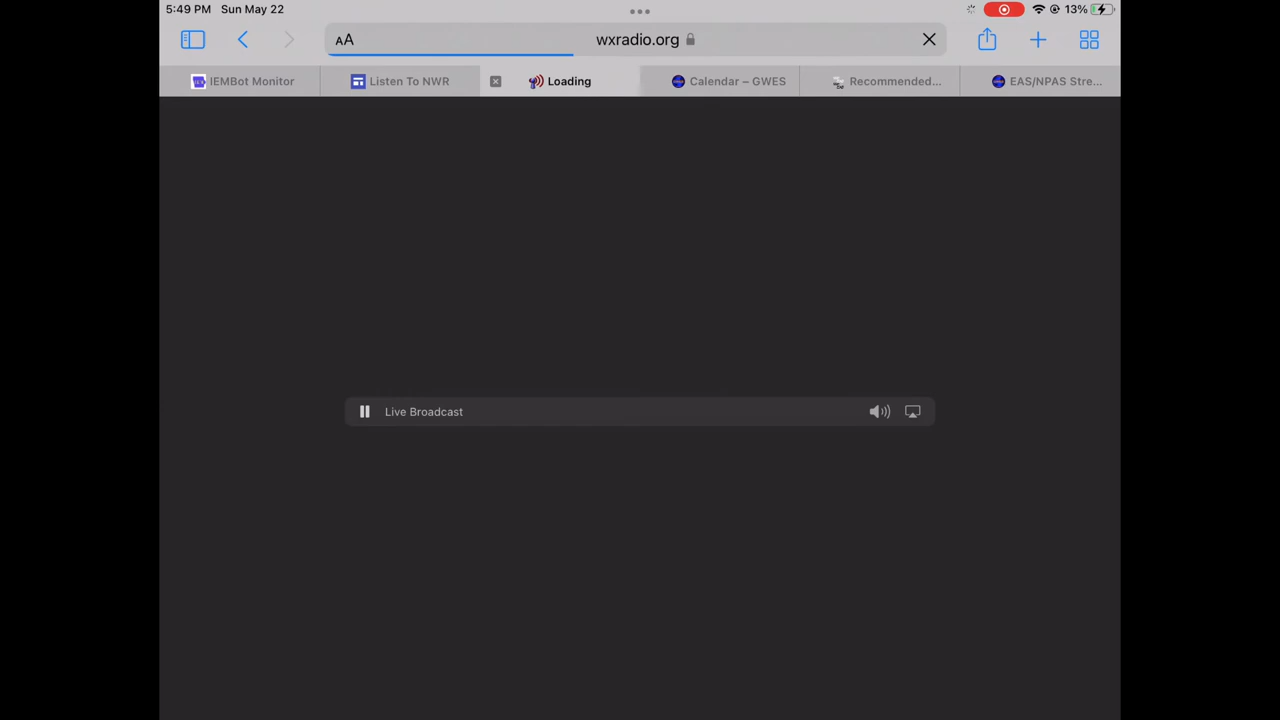 5:49 PM Sun May 22
13%
AA
wxradio.org
IEMBot Monitor
Listen To NWR
Loading
Calendar – GWES
Recommended...
EAS/NPAS Stre...
Live Broadcast